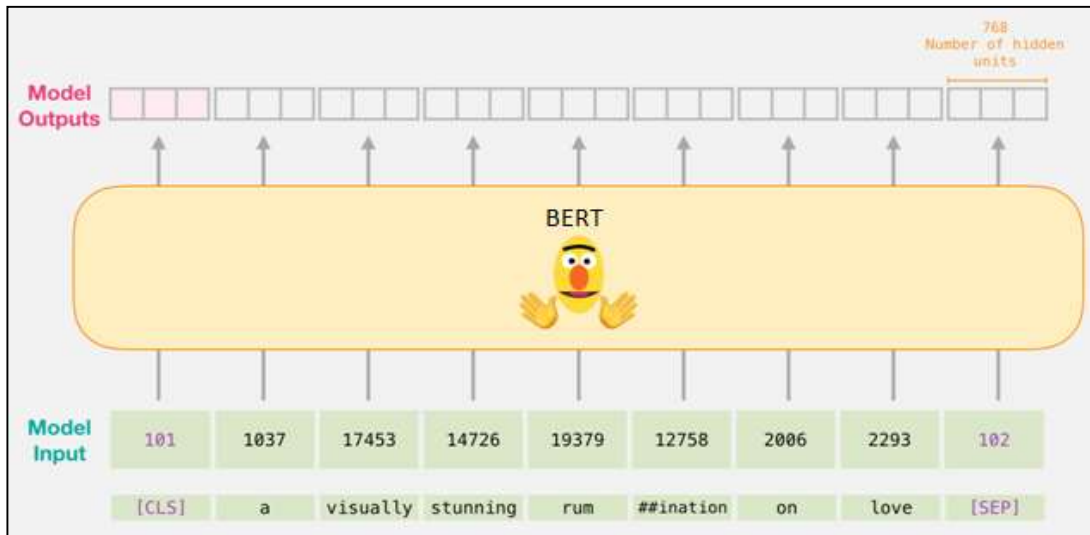 768
Number of hidden
units
Model
Outputs
BERT
Model
Input
101 1037 17453 14726 19379 12758 2006 2293 102
[CLS] a visually stunning rum ##ination on love [SEP]